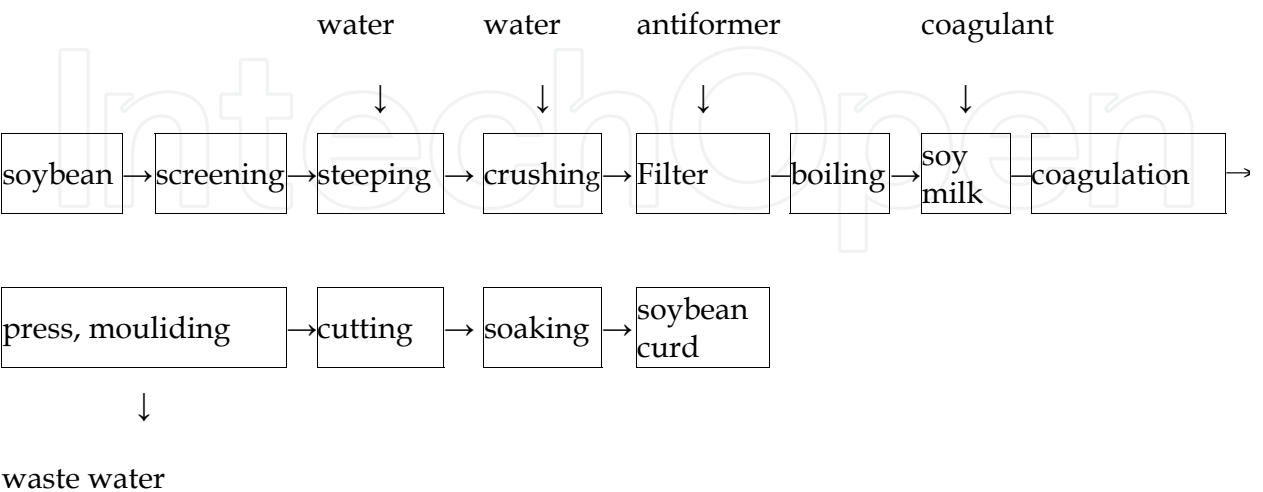 water water antiformer coagulant
↓ ↓ ↓ ↓
soybean → screening → steeping → crushing → Filter – boiling → soy milk – coagulation →
press, mouliding → cutting → soaking → soybean curd
↓
waste water
IntechOpen